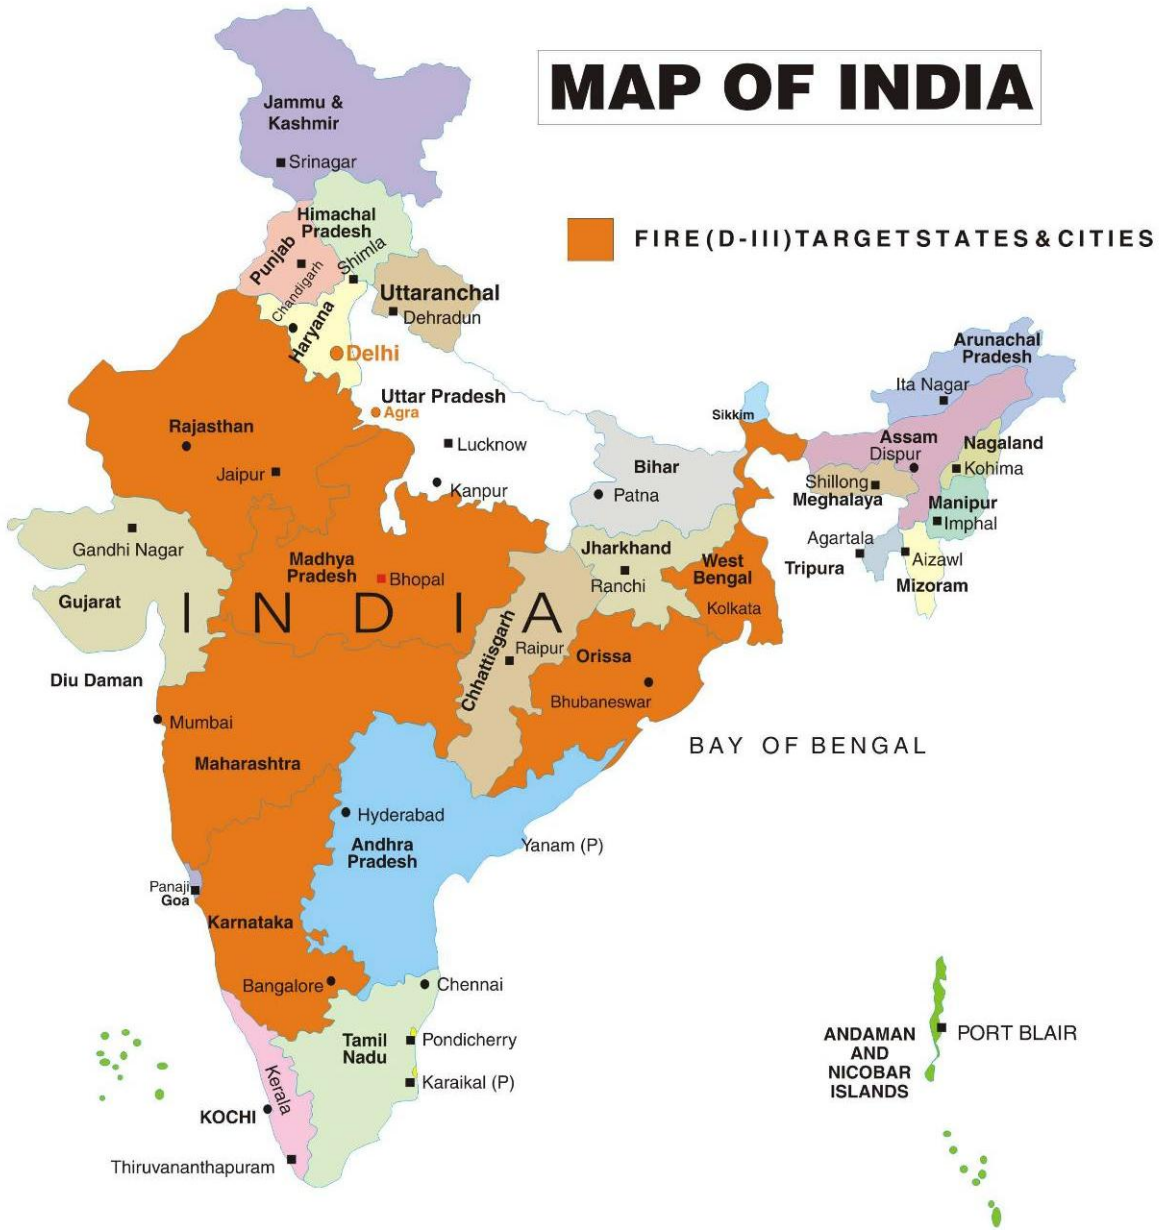 MAP OF INDIA
Jammu &
Kashmir
Srinagar
Himachal
Pradesh
FIRE (D-III) TARGET STATES & CITIES
Punjab
Shimla
Chandigarh
Uttaranchal
Dehradun
Haryana
Delhi
Arunachal
Pradesh
Ita Nagar
Uttar Pradesh
Agra
Sikkim
Rajasthan
Lucknow
Assam
Dispur
Nagaland
Kohima
Jaipur
Kanpur
Bihar
Patna
Shillong
Meghalaya
Manipur
Imphal
Gandhi Nagar
Agartala
Tripura
Aizawl
Mizoram
Madhya
Pradesh
Bhopal
Jharkhand
Ranchi
West
Bengal
Kolkata
Gujarat
INDIA
Chhattisgarh
Raipur
Orissa
Bhubaneswar
Diu Daman
Mumbai
BAY OF BENGAL
Maharashtra
Hyderabad
Andhra
Pradesh
Yanam (P)
Panaji
Goa
Karnataka
Bangalore
Chennai
Tamil
Nadu
Pondicherry
Karaikal (P)
Kerala
KOCHI
Thiruvananthapuram
ANDAMAN
AND
NICOBAR
ISLANDS
PORT BLAIR